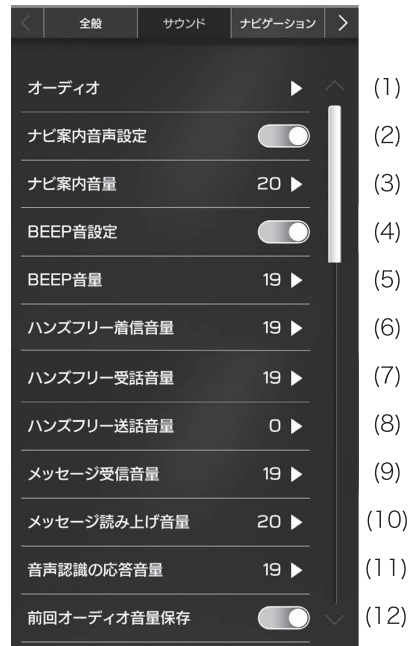 全般 サウンド ナビゲーション
オーディオ (1)
ナビ案内音声設定 (2)
ナビ案内音量 20 (3)
BEEP音設定 (4)
BEEP音量 19 (5)
ハンズフリー着信音量 19 (6)
ハンズフリー受話音量 19 (7)
ハンズフリー送話音量 0 (8)
メッセージ受信音量 19 (9)
メッセージ読み上げ音量 20 (10)
音声認識の応答音量 19 (11)
前回オーディオ音量保存 (12)